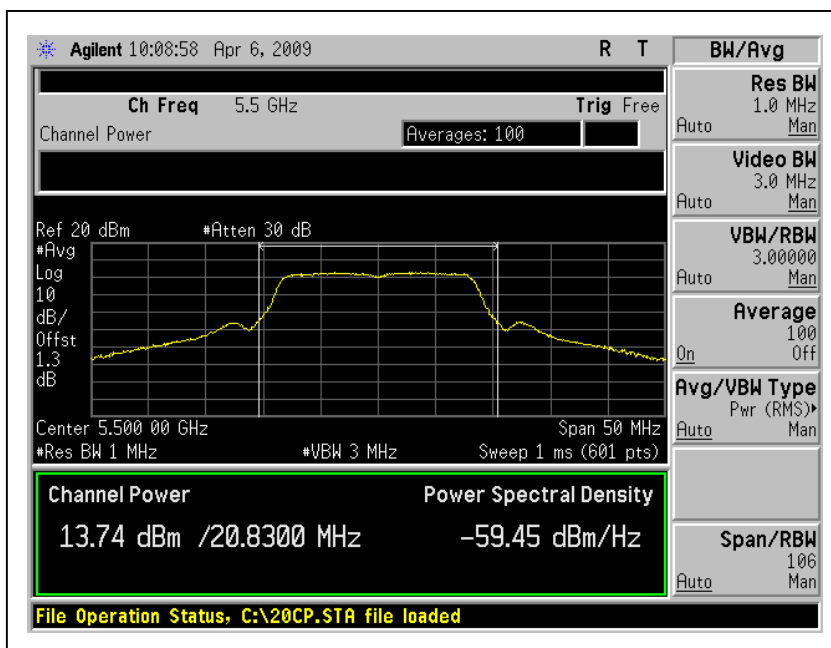 Agilent 10:08:58 Apr 6, 2009 R T
BW/Avg
Ch Freq 5.5 GHz Trig Free
Channel Power Averages: 100
Res BW
1.0 MHz
Auto Man
Video BW
3.0 MHz
Auto Man
VBW/RBW
3.00000
Auto Man
Average
100
On Off
Avg/VBW Type
Pwr (RMS)
Auto Man
Span/RBW
106
Auto Man
Ref 20 dBm #Atten 30 dB
#Avg
Log
10
dB/
Offst
1.3
dB
Center 5.500 00 GHz Span 50 MHz
#Res BW 1 MHz #VBW 3 MHz Sweep 1 ms (601 pts)
Channel Power Power Spectral Density
13.74 dBm /20.8300 MHz -59.45 dBm/Hz
File Operation Status, C:\20CP.STA file loaded